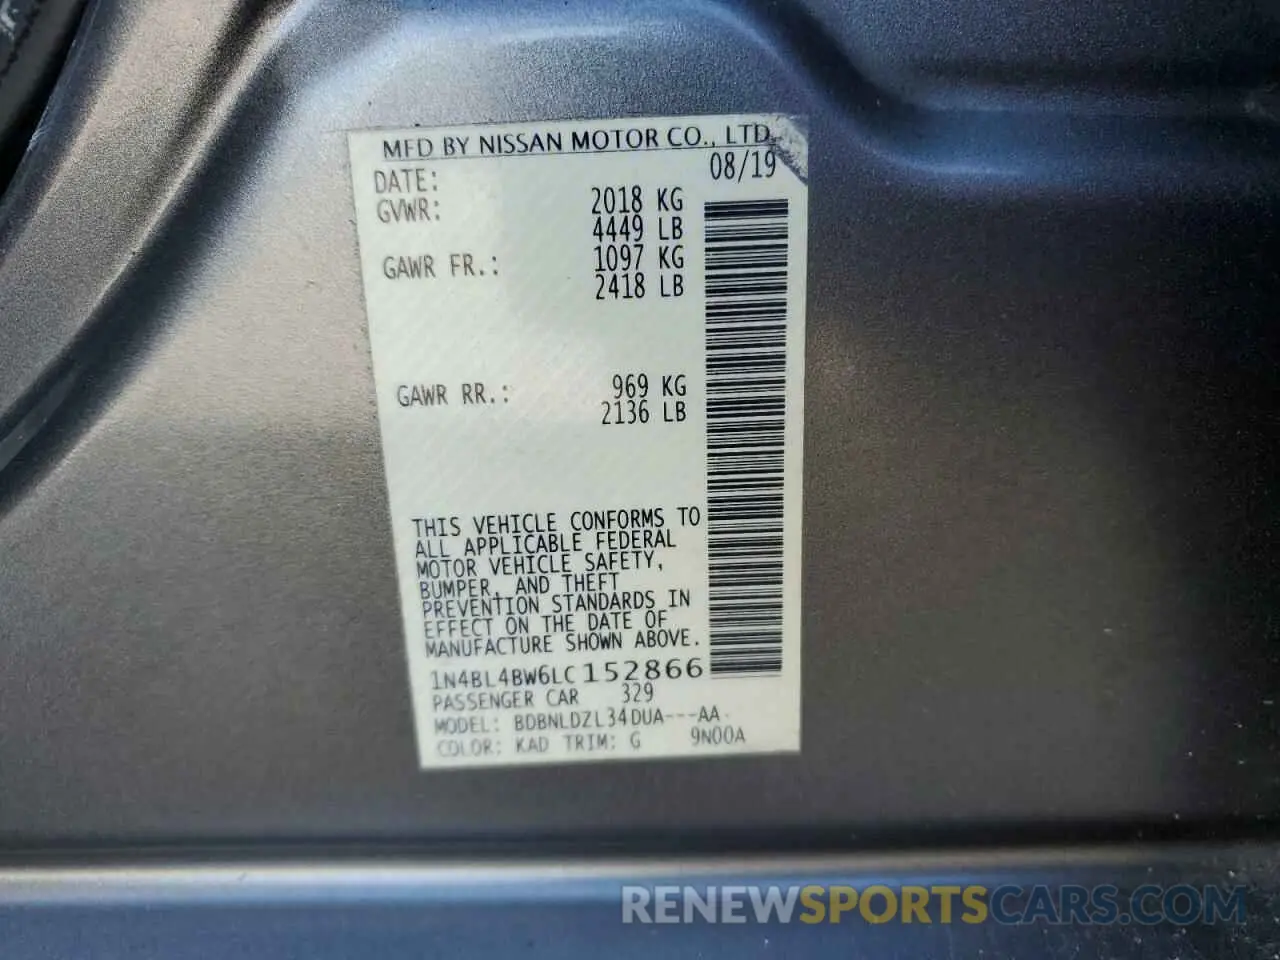 MFD BY NISSAN MOTOR CO., LTD.
DATE: 08/19
GVWR: 2018 KG
4449 LB
GAWR FR.: 1097 KG
2418 LB
GAWR RR.: 969 KG
2136 LB
THIS VEHICLE CONFORMS TO
ALL APPLICABLE FEDERAL
MOTOR VEHICLE SAFETY,
BUMPER, AND THEFT
PREVENTION STANDARDS IN
EFFECT ON THE DATE OF
MANUFACTURE SHOWN ABOVE.
1N4BL4BW6LC152866
PASSENGER CAR 329
MODEL: BDBNLDZL34DUA---AA-
COLOR: KAD TRIM: G 9N00A
RENEWSPORTSCARS.COM